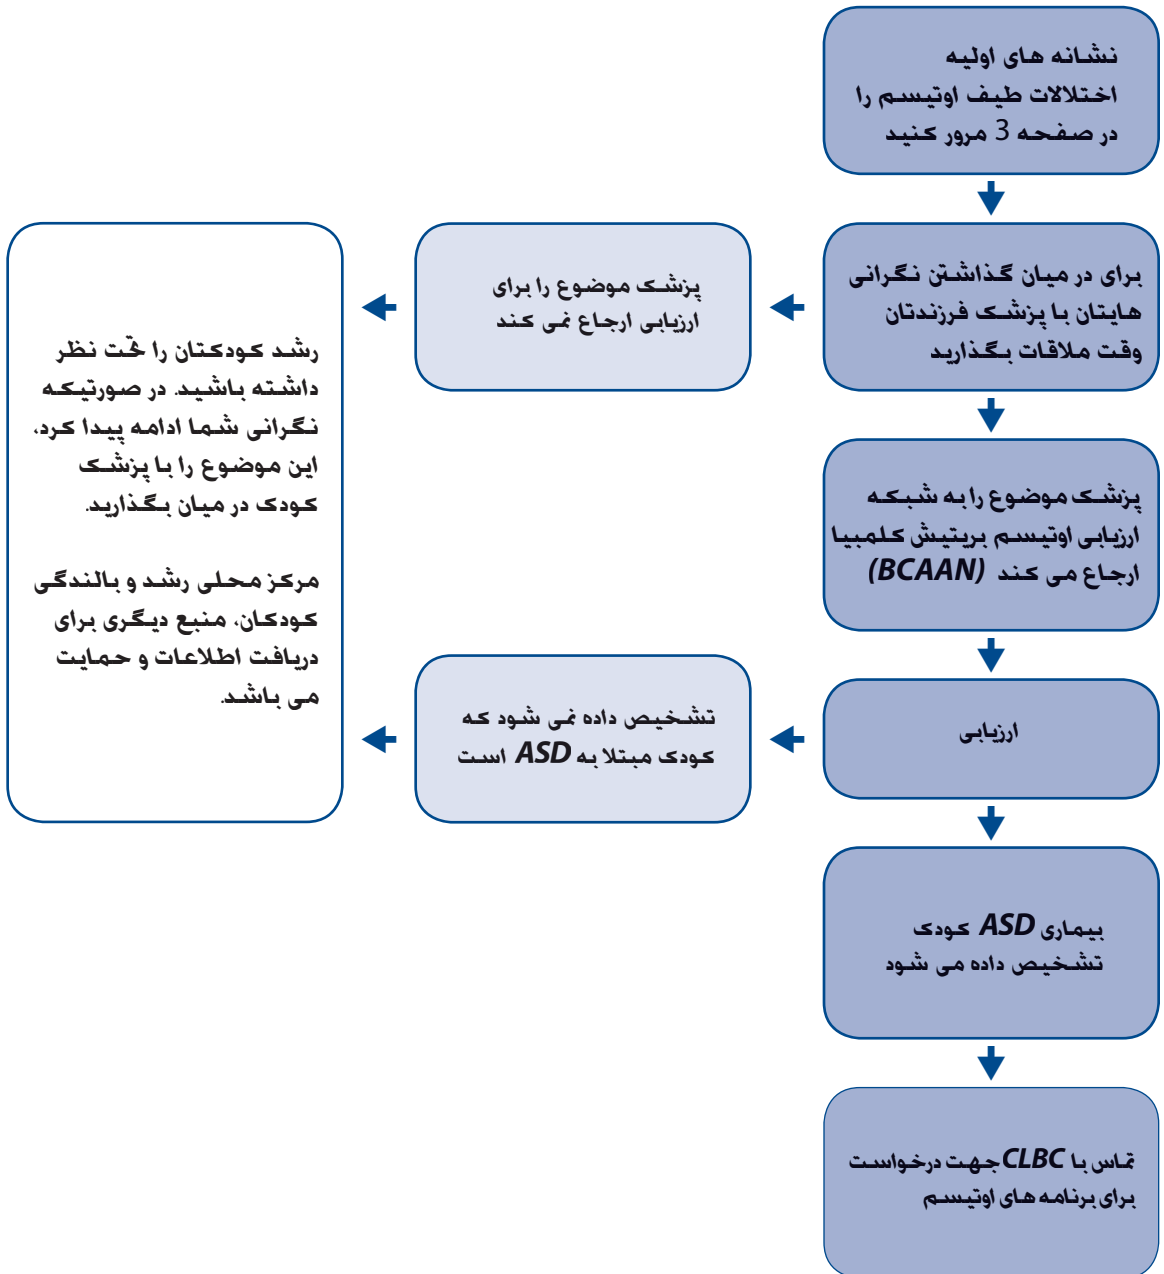 نشانه های اولیه
اختلالات طیف اوتیسم را
در صفحه 3 مرور کنید
برای در میان گذاشتن نگرانی
هایتان با پزشک فرزندتان
وقت ملاقات بگذارید
پزشک موضوع را برای
ارزیابی ارجاع نمی کند
رشد کودکتان را تحت نظر
داشته باشید. در صورتیکه
نگرانی شما ادامه پیدا کرد،
این موضوع را با پزشک
کودک در میان بگذارید.
مرکز محلی رشد و بالندگی
کودکان، منبع دیگری برای
دریافت اطلاعات و حمایت
می باشد.
پزشک موضوع را به شبکه
ارزیابی اوتیسم بریتیش کلمبیا
(BCAAN) ارجاع می کند
ارزیابی
تشخیص داده نمی شود که
کودک مبتلا به ASD است
بیماری ASD کودک
تشخیص داده می شود
تماس با CLBC جهت درخواست
برای برنامه های اوتیسم